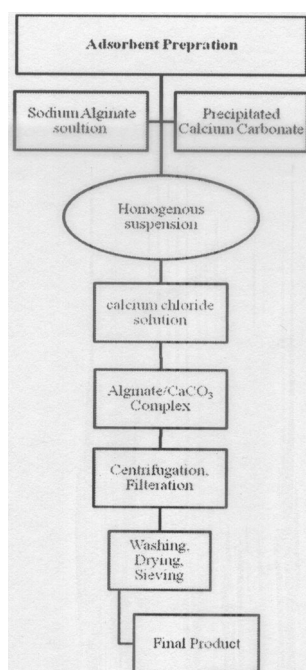 Adsorbent Prepration
Sodium Alginate
soultion
Precipitated
Calcium Carbonate
Homogenous
suspension
calcium chloride
solution
Alginate/CaCO₃
Complex
Centrifugation,
Filteration
Washing,
Drying,
Sieving
Final Product